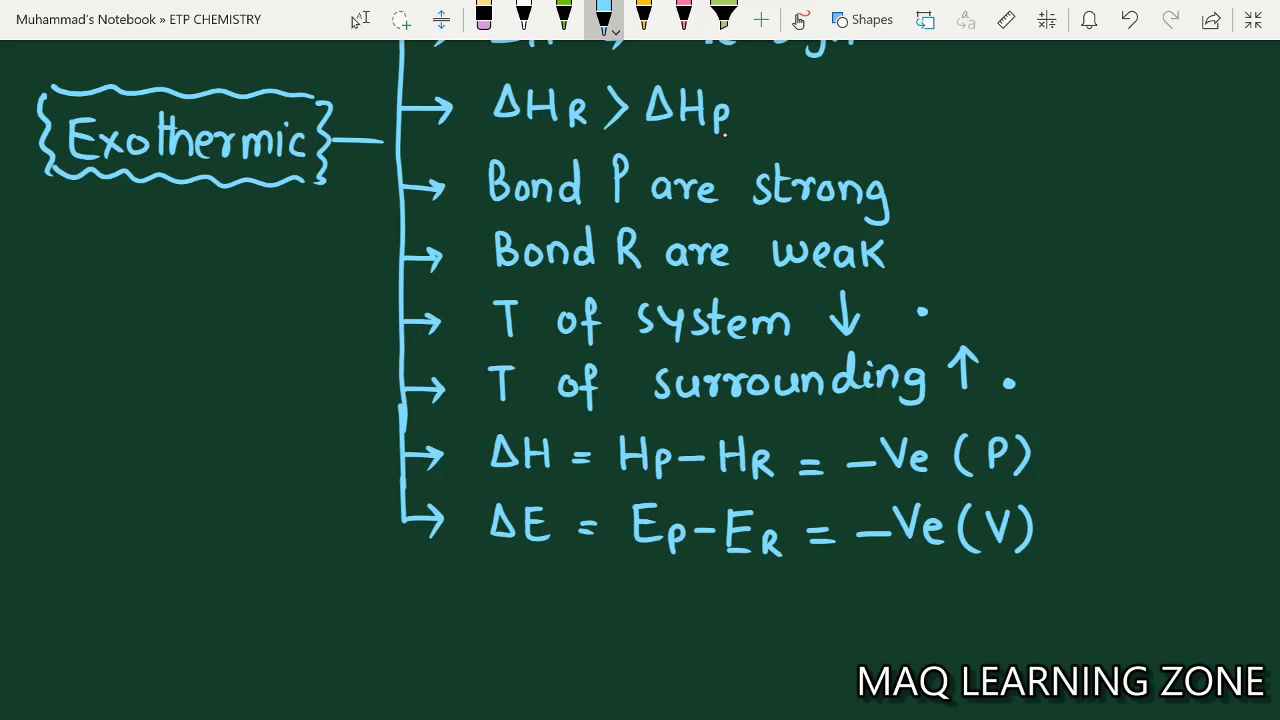 Muhammad's Notebook » ETP CHEMISTRY
Shapes
ΔHR > ΔHP
Exothermic
Bond P are strong
Bond R are weak
T of system ↓ .
T of surrounding ↑ .
ΔH = HP - HR = -Ve (P)
ΔE = EP - ER = -Ve (V)
MAQ LEARNING ZONE